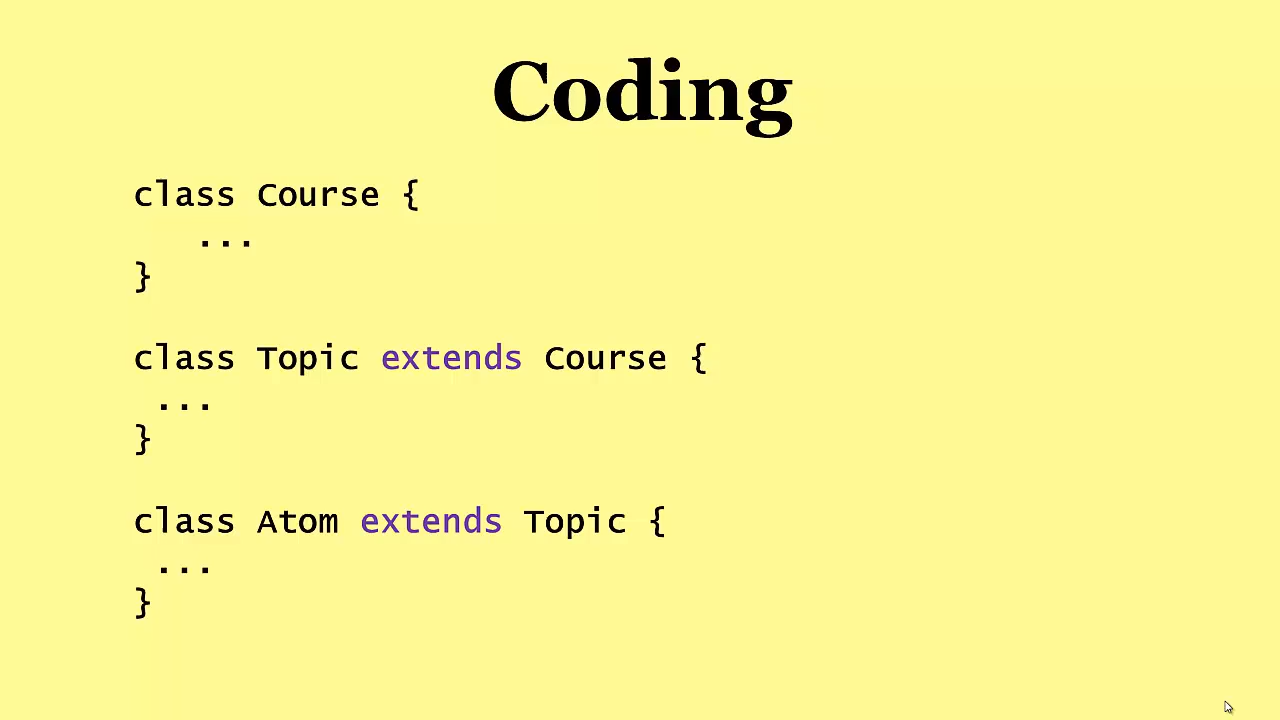 Coding
class Course {
...
}
class Topic extends Course {
...
}
class Atom extends Topic {
...
}